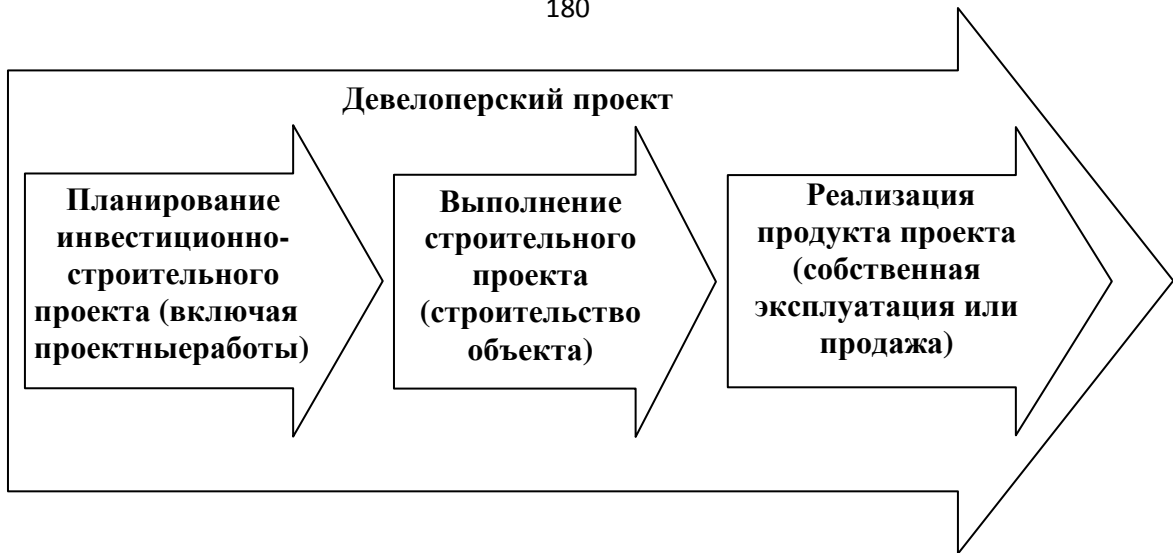 180
Девелоперский проект
Планирование
инвестиционно-
строительного
проекта (включая
проектныеработы)
Выполнение
строительного
проекта
(строительство
объекта)
Реализация
продукта проекта
(собственная
эксплуатация или
продажа)